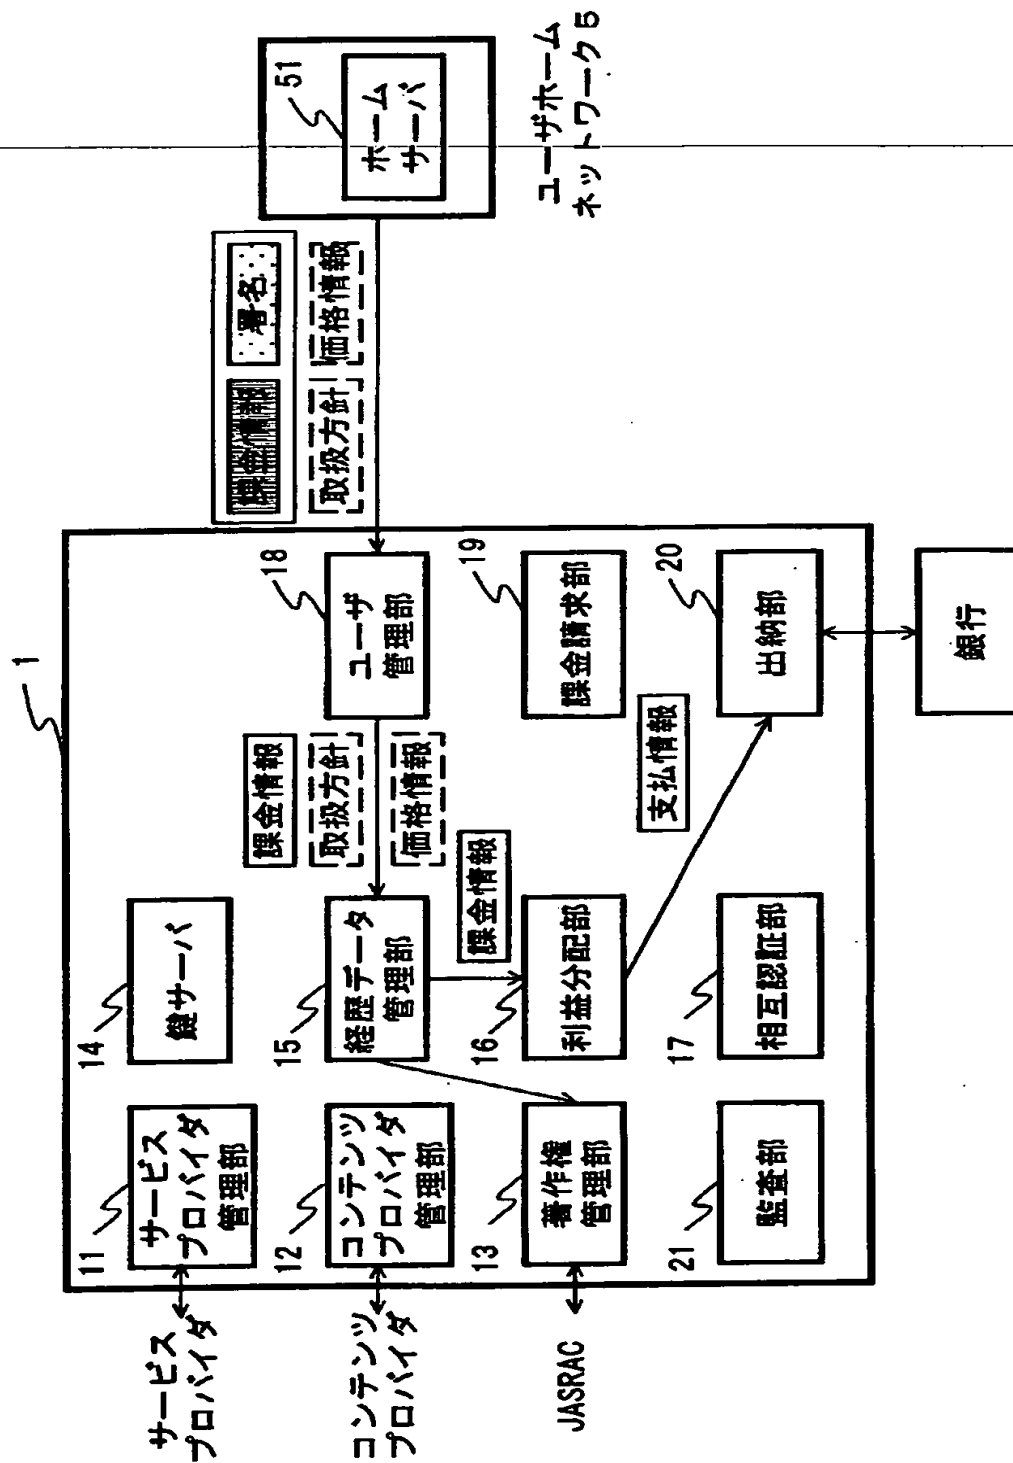 1
サービス
プロバイダ
11
サービス
プロバイダ
管理部
14
鍵サーバ
コンテンツ
プロバイダ
12
コンテンツ
プロバイダ
管理部
15
経歴データ
管理部
課金情報
取扱方針
価格情報
18
ユーザ
管理部
課金情報
署名
取扱方針
価格情報
51
ホーム
サーバ
ユーザホーム
ネットワーク5
JASRAC
13
著作権
管理部
16
利益分配部
課金情報
19
課金請求部
21
監査部
17
相互認証部
支払情報
20
出納部
銀行